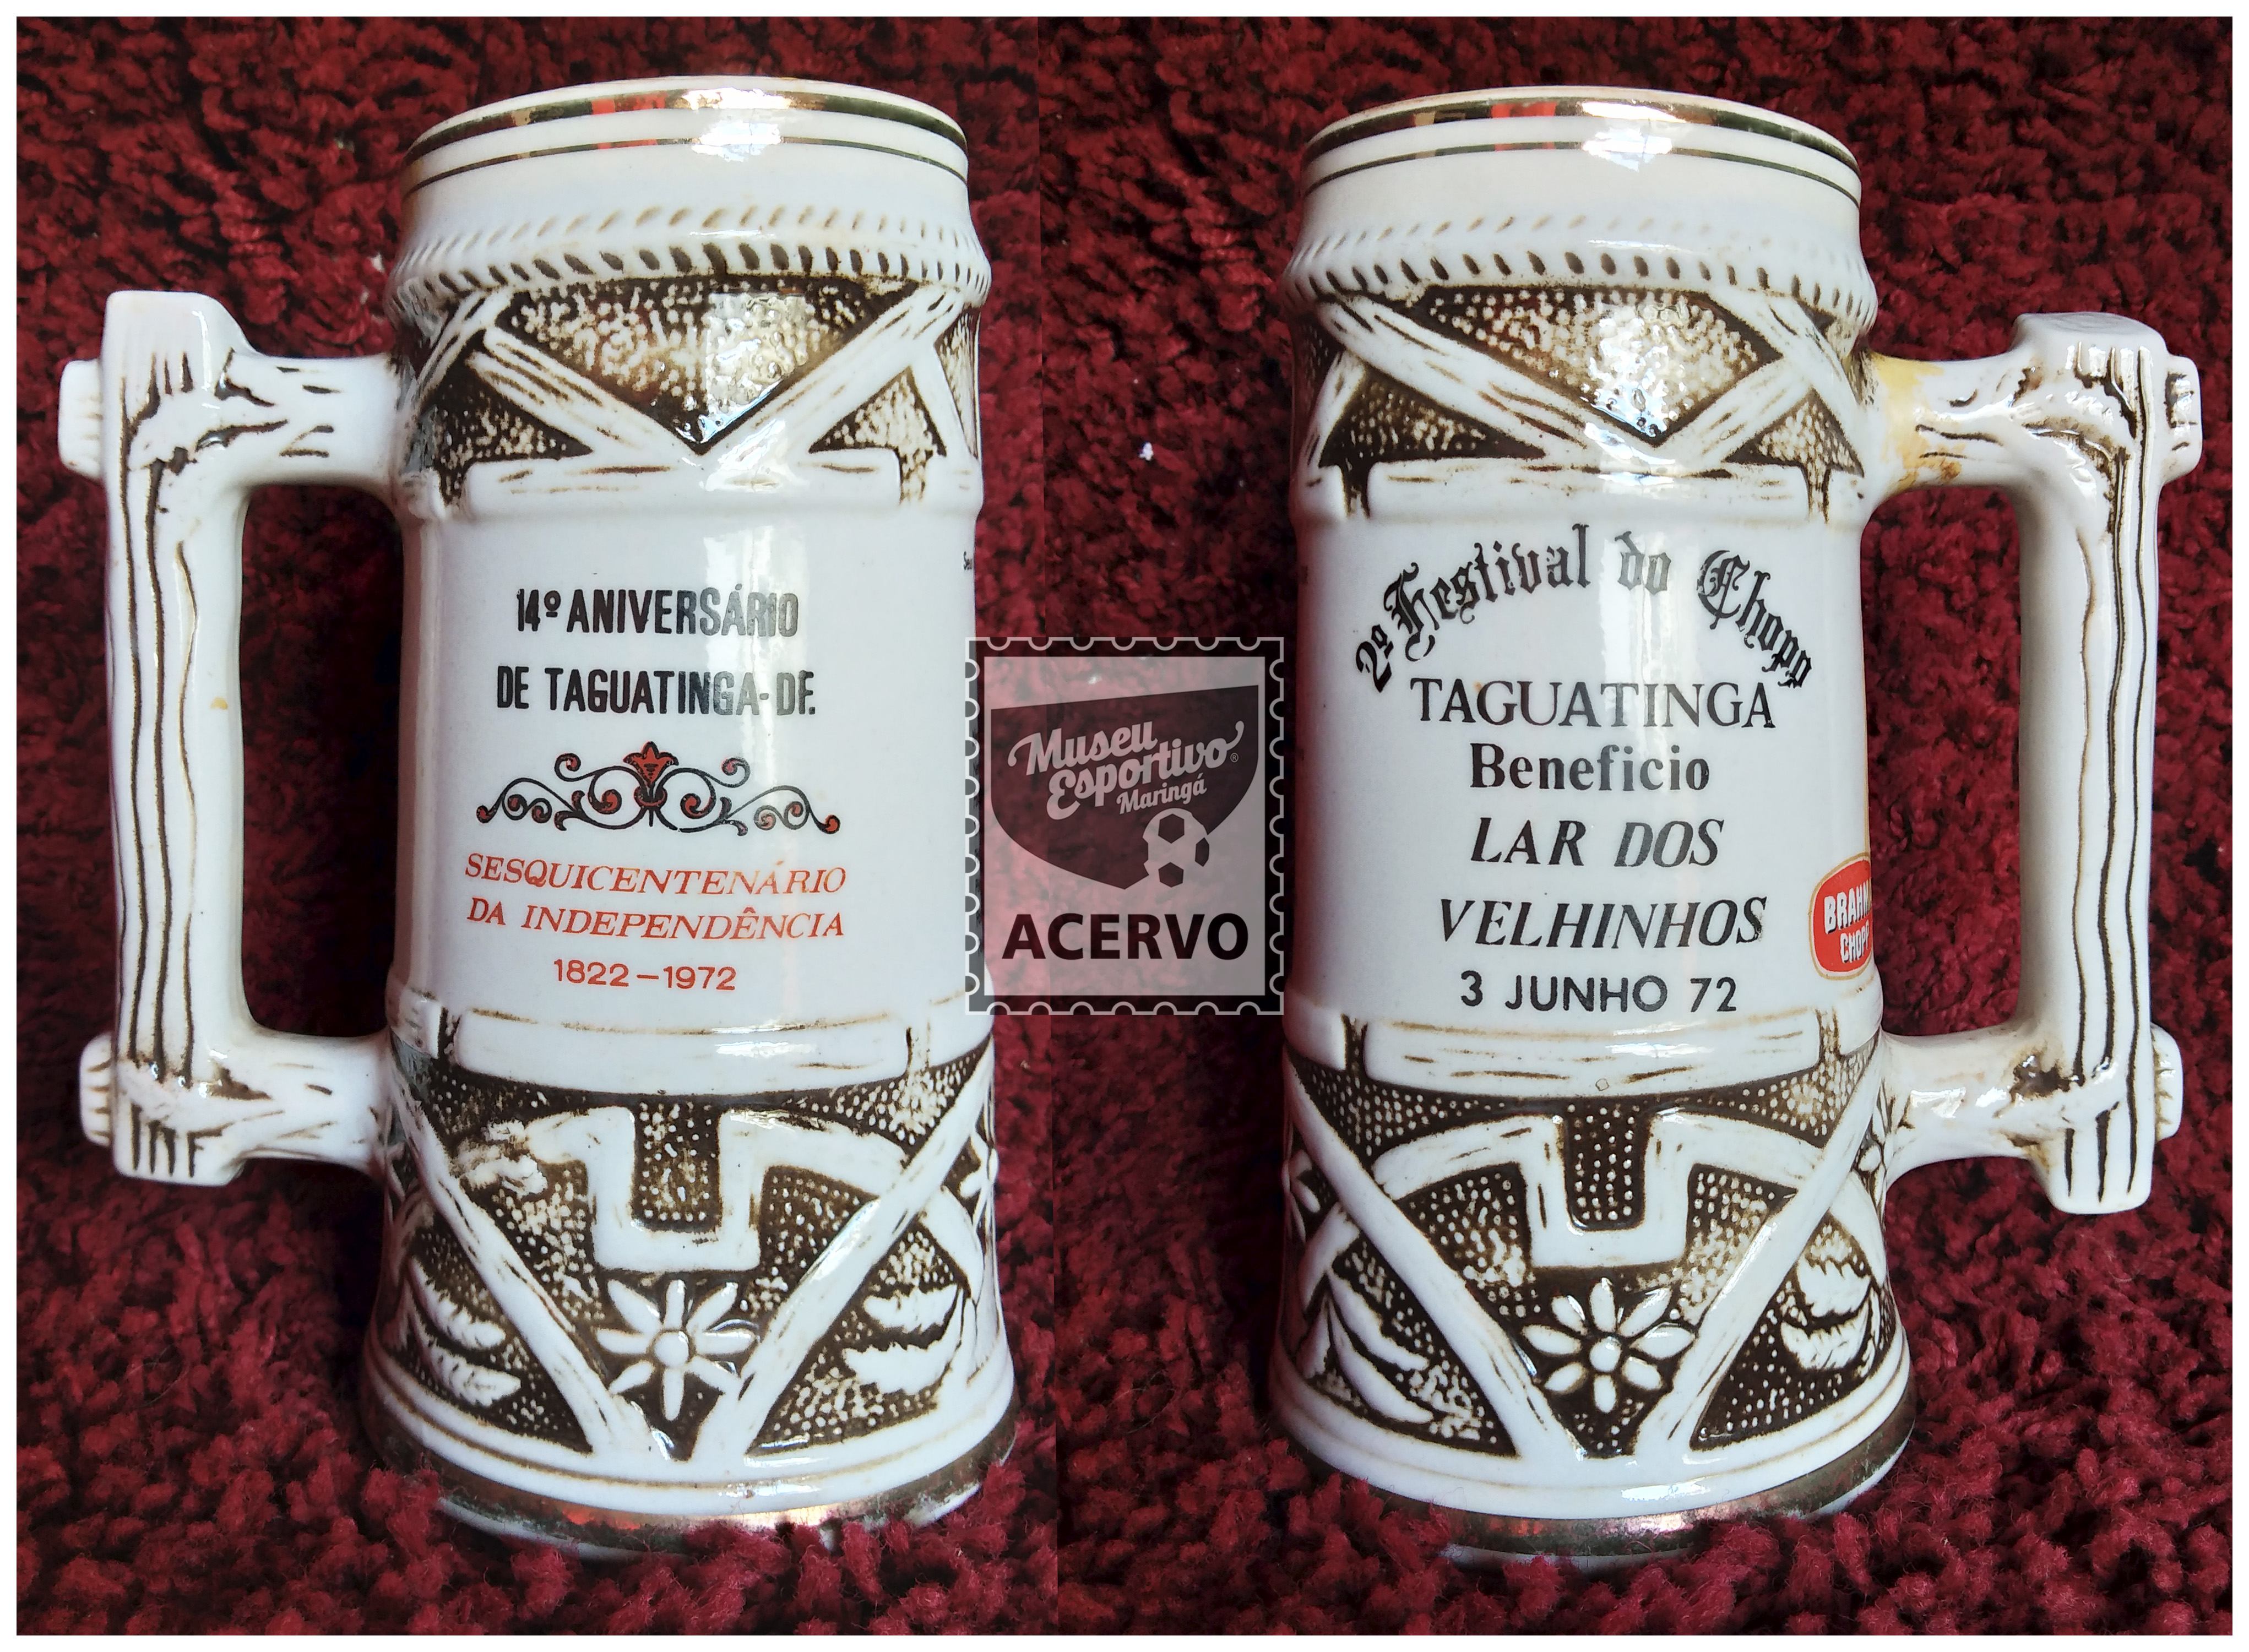 14º ANIVERSÁRIO
DE TAGUATINGA-DF.
SESQUICENTENÁRIO
DA INDEPENDÊNCIA
1822-1972
Museu
Esportivo®
Maringá
ACERVO
2º Festival do Chopp
TAGUATINGA
Beneficio
LAR DOS
VELHINHOS
3 JUNHO 72
BRAHM
CHOPP